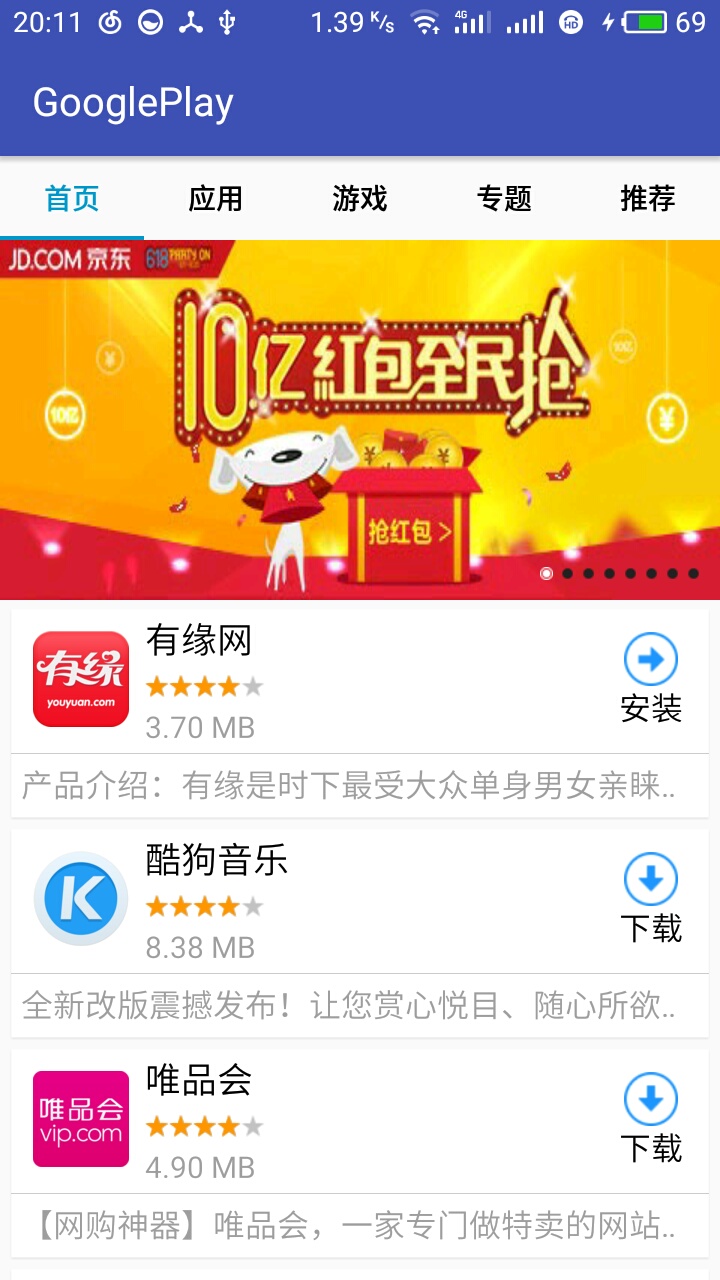 20:11 1.39 K/s 4G HD 69
GooglePlay
首页 应用 游戏 专题 推荐
JD.COM 京东 618 PARTY ON
10亿红包全民抢
抢红包 >
有缘
youyuan.com
有缘网
3.70 MB
安装
产品介绍：有缘是时下最受大众单身男女亲睐..
K
酷狗音乐
8.38 MB
下载
全新改版震撼发布！让您赏心悦目、随心所欲..
唯品会
vip.com
唯品会
4.90 MB
下载
【网购神器】唯品会，一家专门做特卖的网站..